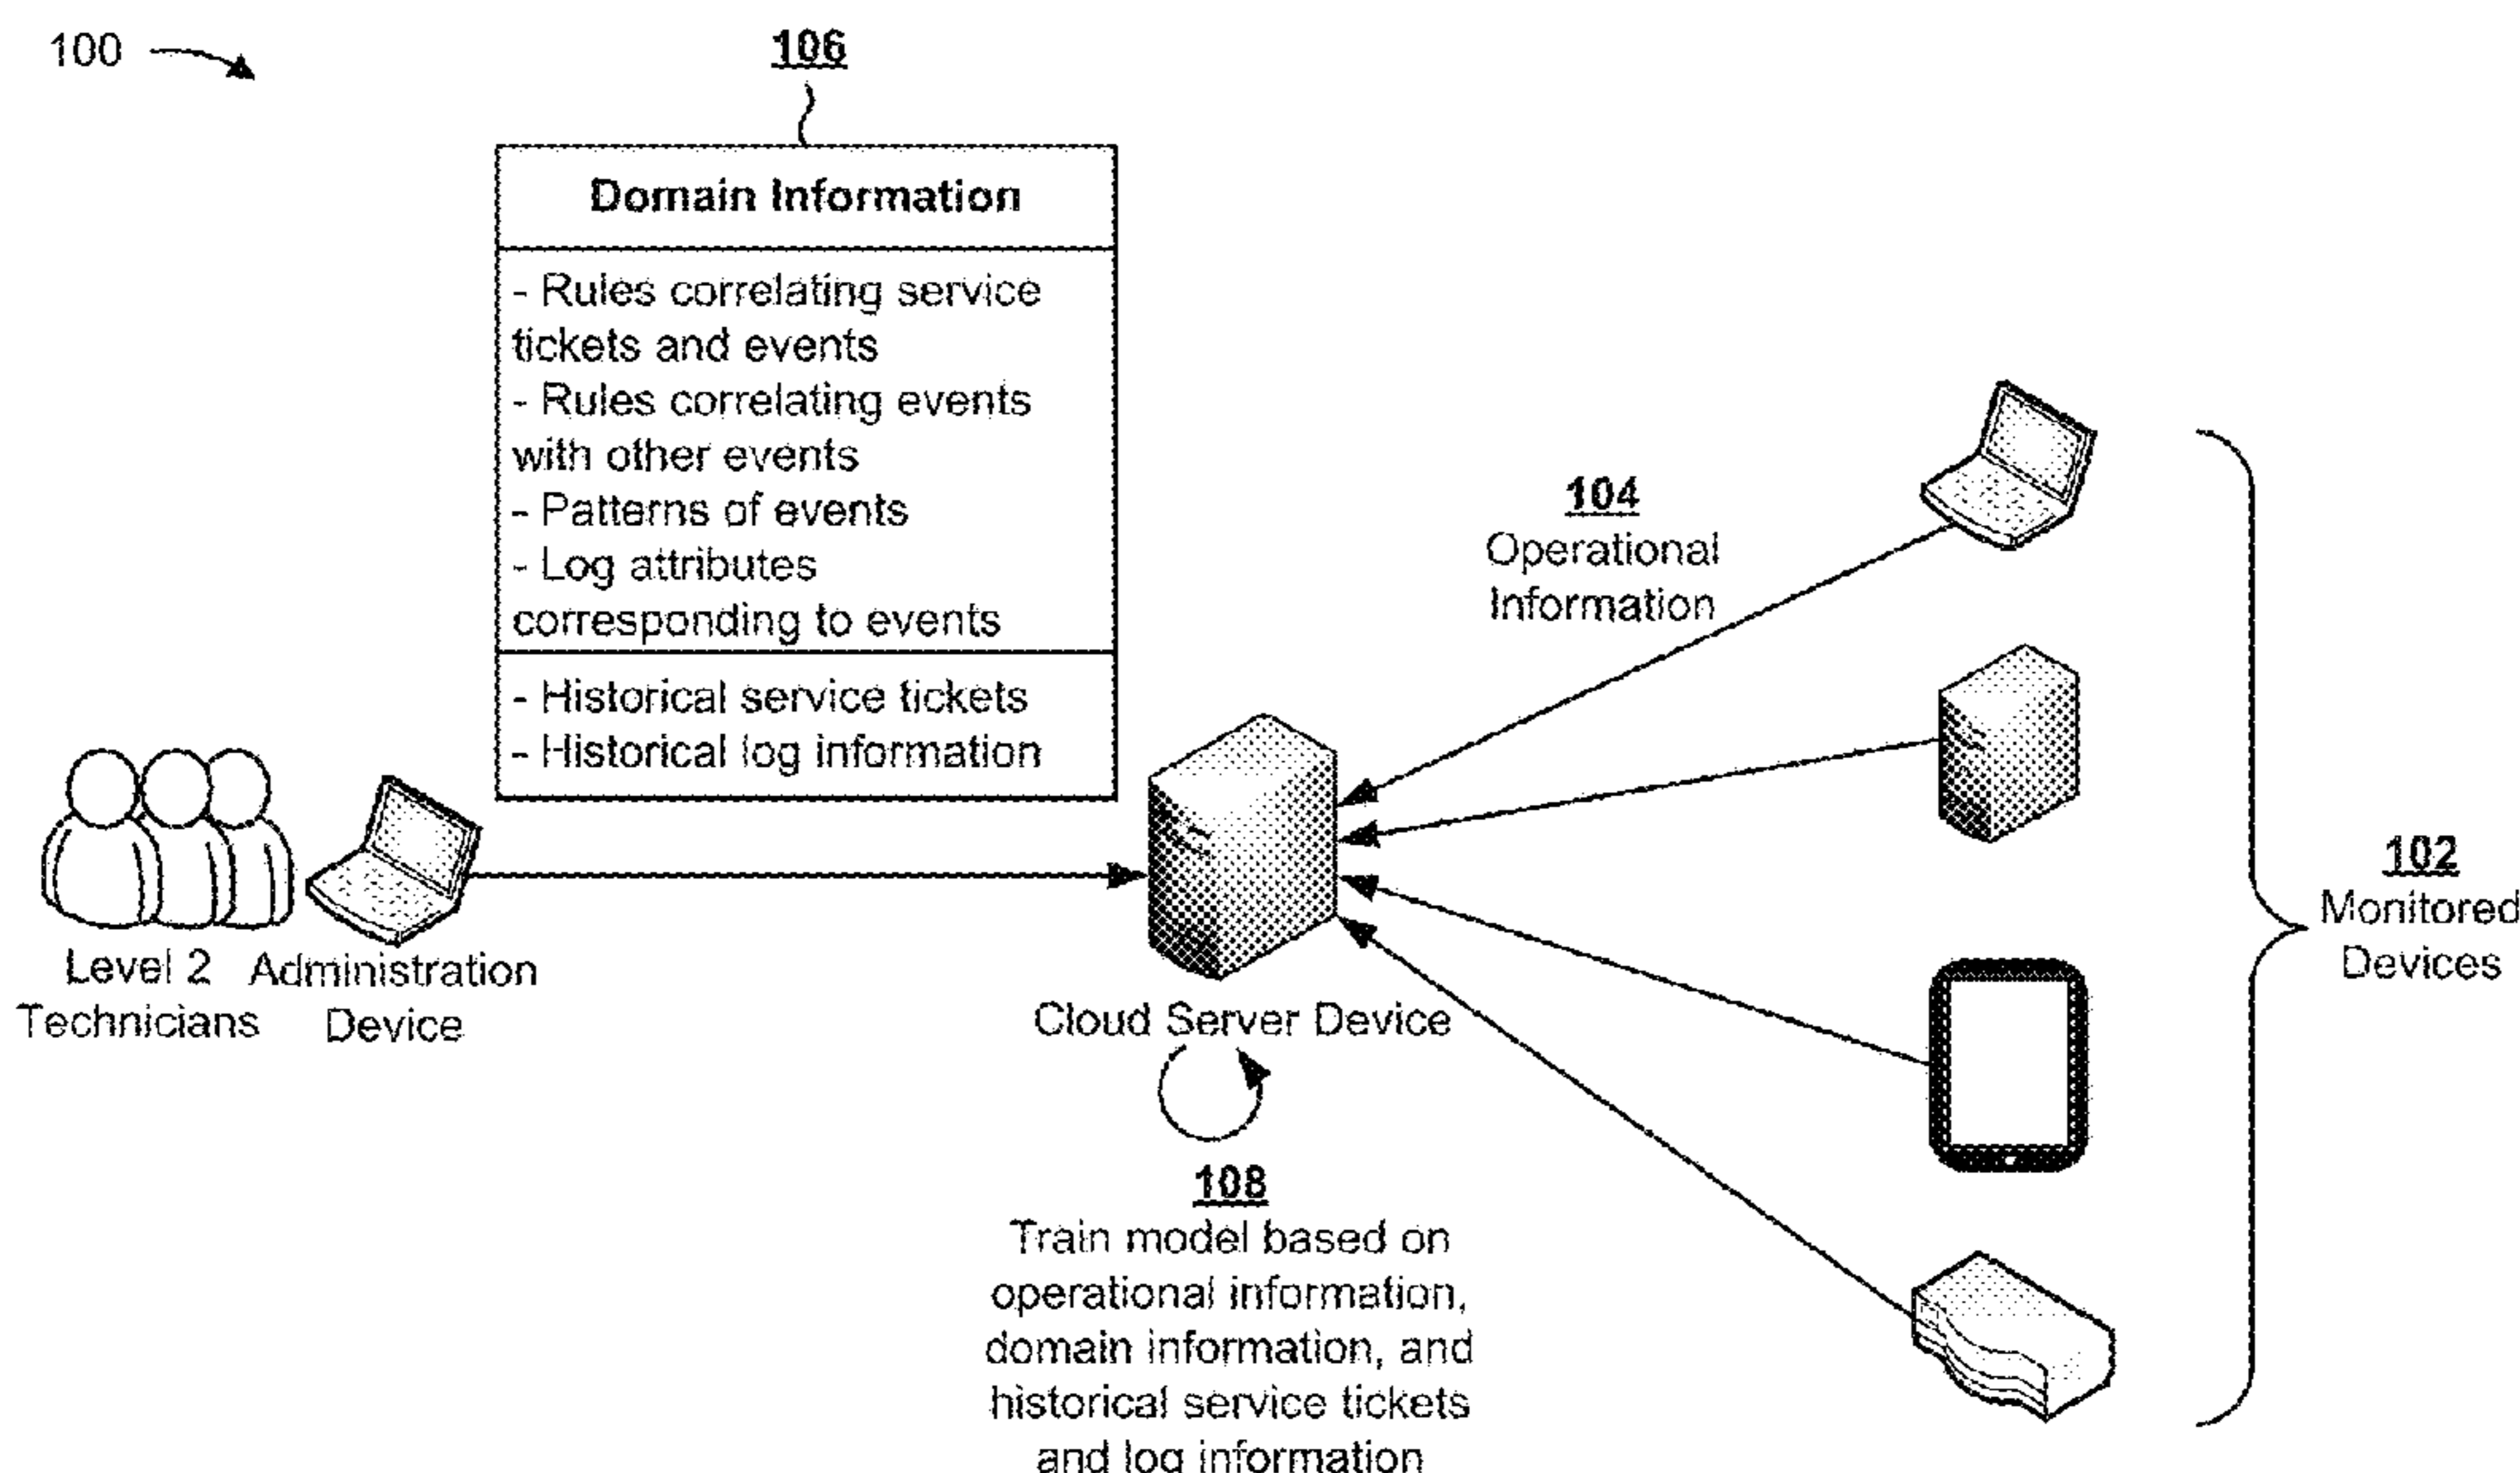 100
106
Domain Information
- Rules correlating service
tickets and events
- Rules correlating events
with other events
- Patterns of events
- Log attributes
corresponding to events
- Historical service tickets
- Historical log information
104
Operational
Information
102
Monitored
Devices
Level 2
Technicians
Administration
Device
Cloud Server Device
108
Train model based on
operational information,
domain information, and
historical service tickets
and log information